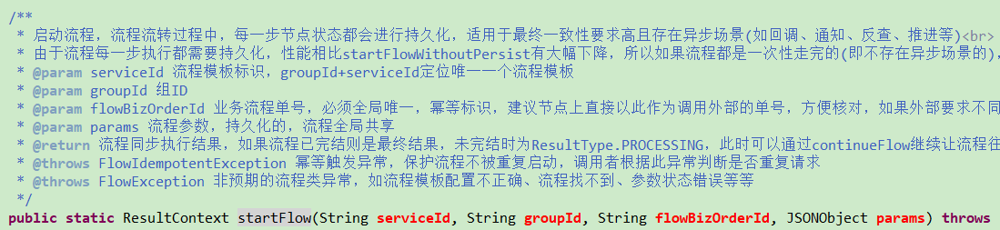 /**
* 启动流程，流程流转过程中，每一步节点状态都会进行持久化，适用于最终一致性要求高且存在异步场景(如回调、通知、反查、推进等)<br>
* 由于流程每一步执行都需要持久化，性能相比startFlowWithoutPersist有大幅下降，所以如果流程都是一次性走完的(即不存在异步场景的)，
* @param serviceId 流程模板标识，groupId+serviceId定位唯一一个流程模板
* @param groupId 组ID
* @param flowBizOrderId 业务流程单号，必须全局唯一，幂等标识，建议节点上直接以此作为调用外部的单号，方便核对，如果外部要求不同
* @param params 流程参数，持久化的，流程全局共享
* @return 流程同步执行结果，如果流程已完结则是最终结果，未完结时为ResultType.PROCESSING，此时可以通过continueFlow继续让流程往
* @throws FlowIdempotentException 幂等触发异常，保护流程不被重复启动，调用者根据此异常判断是否重复请求
* @throws FlowException 非预期的流程类异常，如流程模板配置不正确、流程找不到、参数状态错误等等
*/
public static ResultContext startFlow(String serviceId, String groupId, String flowBizOrderId, JSONObject params) throws